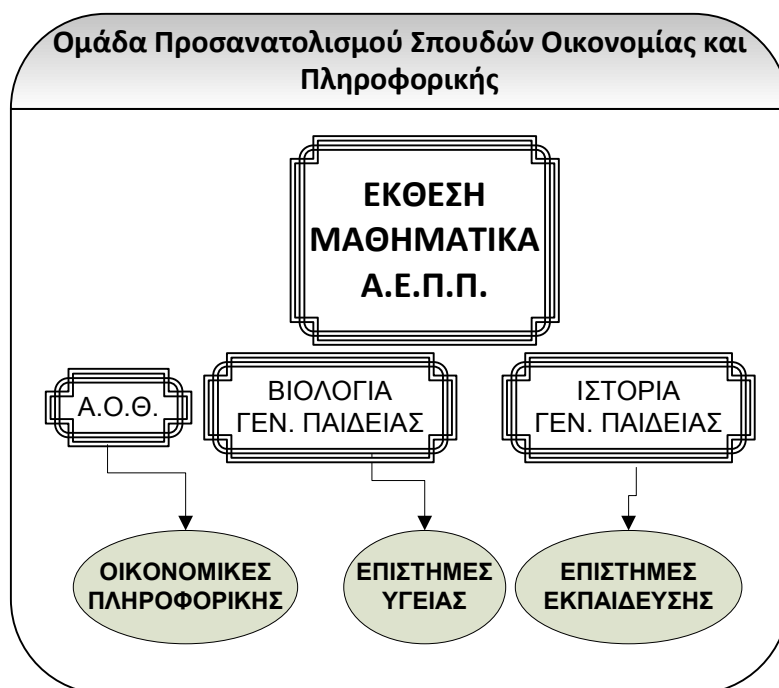 Ομάδα Προσανατολισμού Σπουδών Οικονομίας και
Πληροφορικής
ΕΚΘΕΣΗ
ΜΑΘΗΜΑΤΙΚΑ
Α.Ε.Π.Π.
Α.Ο.Θ.
ΒΙΟΛΟΓΙΑ
ΓΕΝ. ΠΑΙΔΕΙΑΣ
ΙΣΤΟΡΙΑ
ΓΕΝ. ΠΑΙΔΕΙΑΣ
ΟΙΚΟΝΟΜΙΚΕΣ
ΠΛΗΡΟΦΟΡΙΚΗΣ
ΕΠΙΣΤΗΜΕΣ
ΥΓΕΙΑΣ
ΕΠΙΣΤΗΜΕΣ
ΕΚΠΑΙΔΕΥΣΗΣ